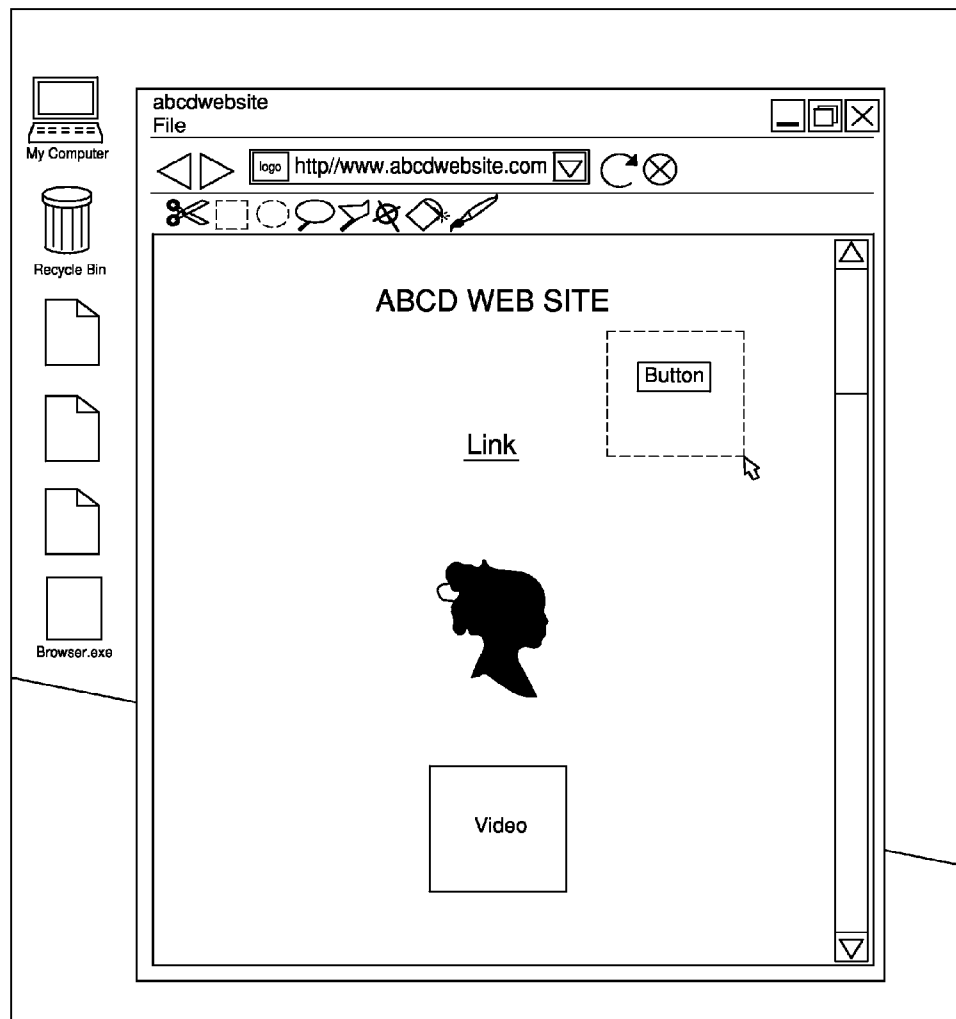 My Computer
Recycle Bin
Browser.exe
abcdwebsite
File
logo http//www.abcdwebsite.com
ABCD WEB SITE
Button
Link
Video